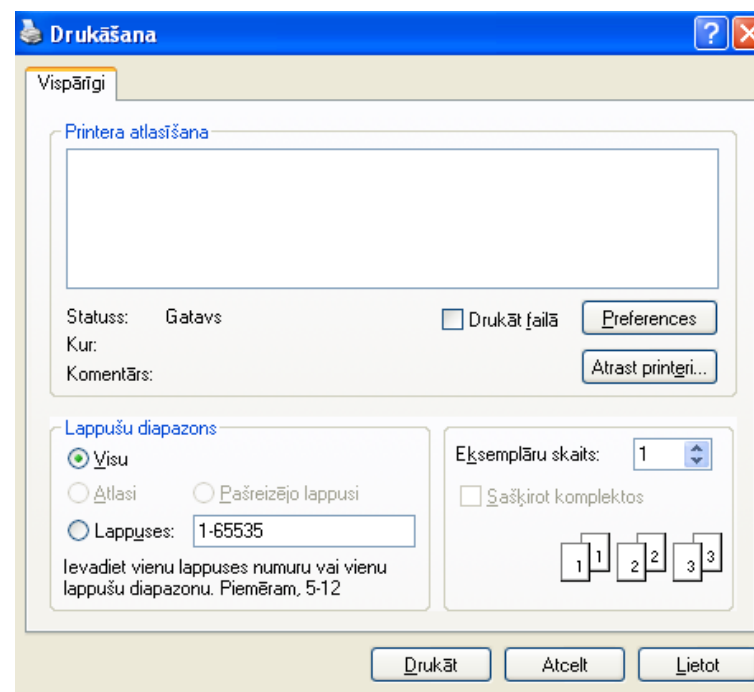 Drukāšana
Vispārīgi
Printera atlasīšana
Statuss: Gatavs
Drukāt failā
Preferences
Kur:
Komentārs:
Atrast printeri...
Lappušu diapazons
Visu
Atlasi
Pašreizējo lappusi
Lappuses: 1-65535
Ievadiet vienu lappuses numuru vai vienu
lappušu diapazonu. Piemēram, 5-12
Eksemplāru skaits: 1
Sašķirot komplektos
1 1 2 2 3 3
Drukāt
Atcelt
Lietot